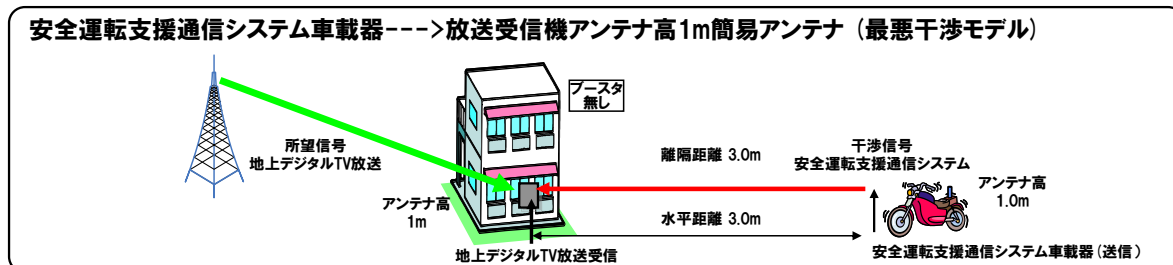 安全運転支援通信システム車載器--->放送受信機アンテナ高1m簡易アンテナ (最悪干渉モデル)
ブースタ
無し
所望信号
地上デジタルTV放送
離隔距離 3.0m
干渉信号
安全運転支援通信システム
アンテナ高
1m
アンテナ高
1.0m
水平距離 3.0m
地上デジタルTV放送受信
安全運転支援通信システム車載器(送信)